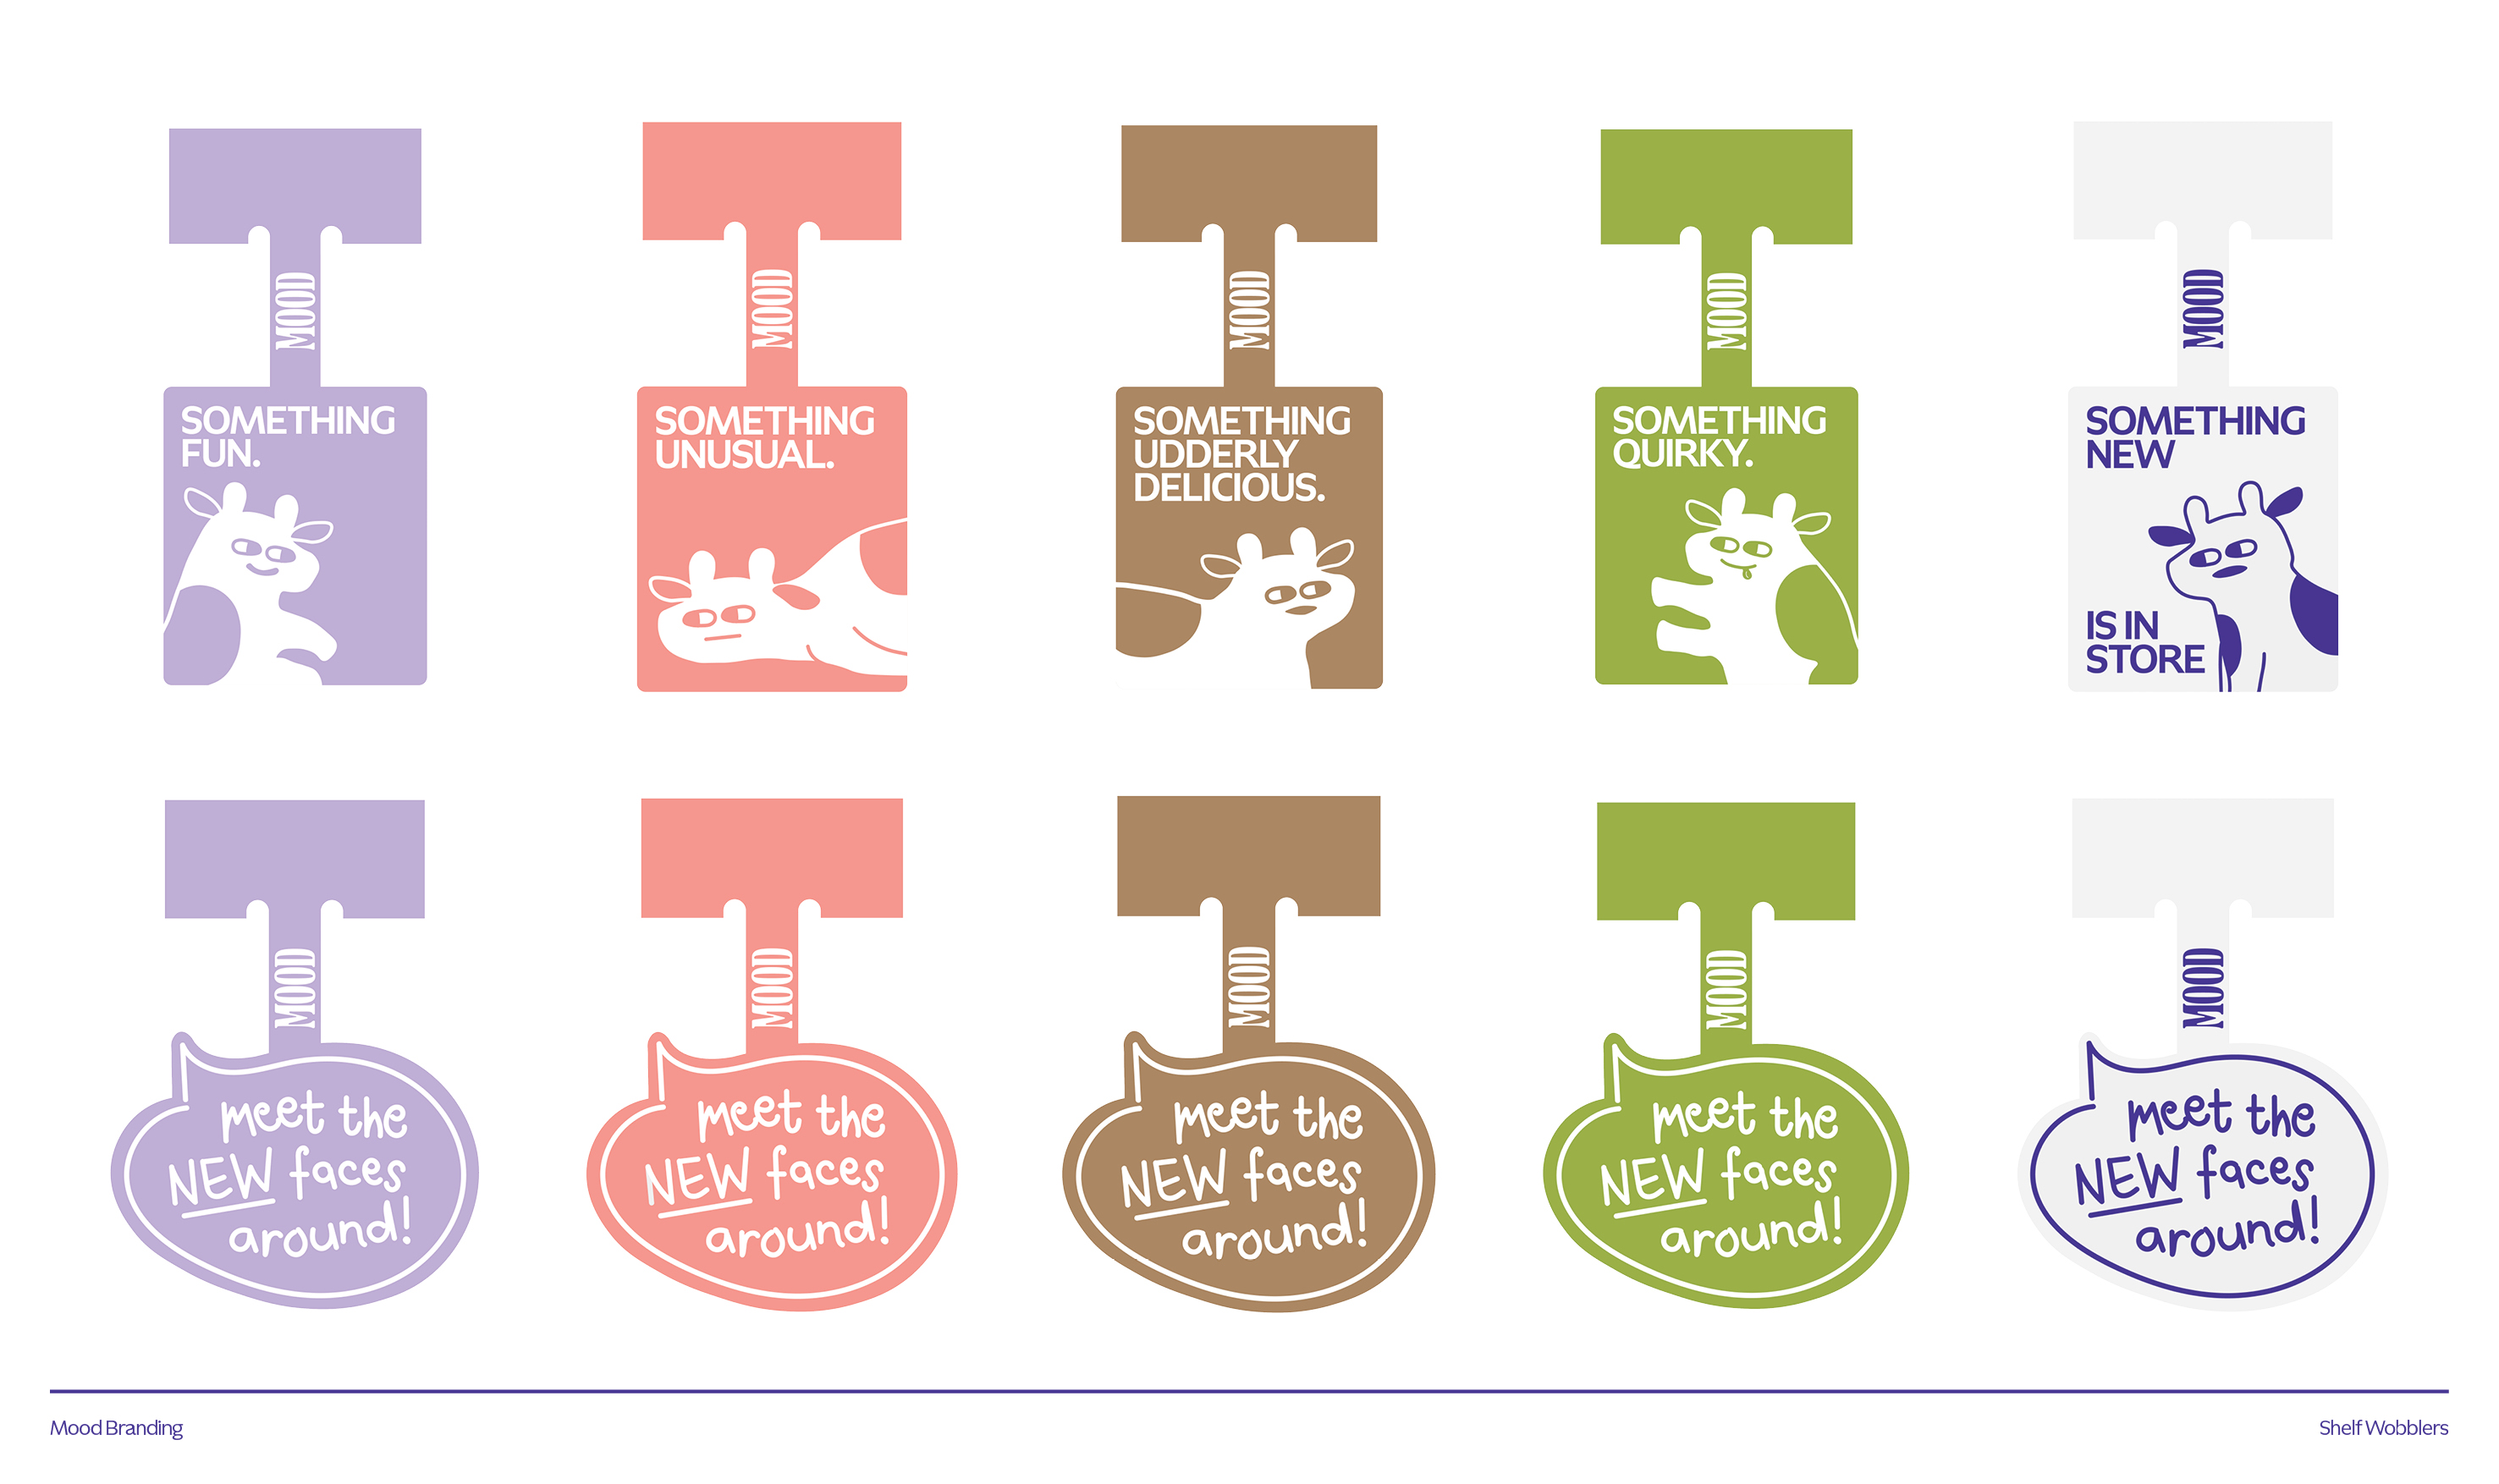 MOOD
SOMETHING
FUN.
MOOD
SOMETHING
UNUSUAL.
MOOD
SOMETHING
UDDERLY
DELICIOUS.
MOOD
SOMETHING
QUIRKY.
MOOD
SOMETHING
NEW
IS IN
STORE
MOOD
meet the
NEW faces
around!
MOOD
meet the
NEW faces
around!
MOOD
meet the
NEW faces
around!
MOOD
meet the
NEW faces
around!
MOOD
meet the
NEW faces
around!
Mood Branding
Shelf Wobblers